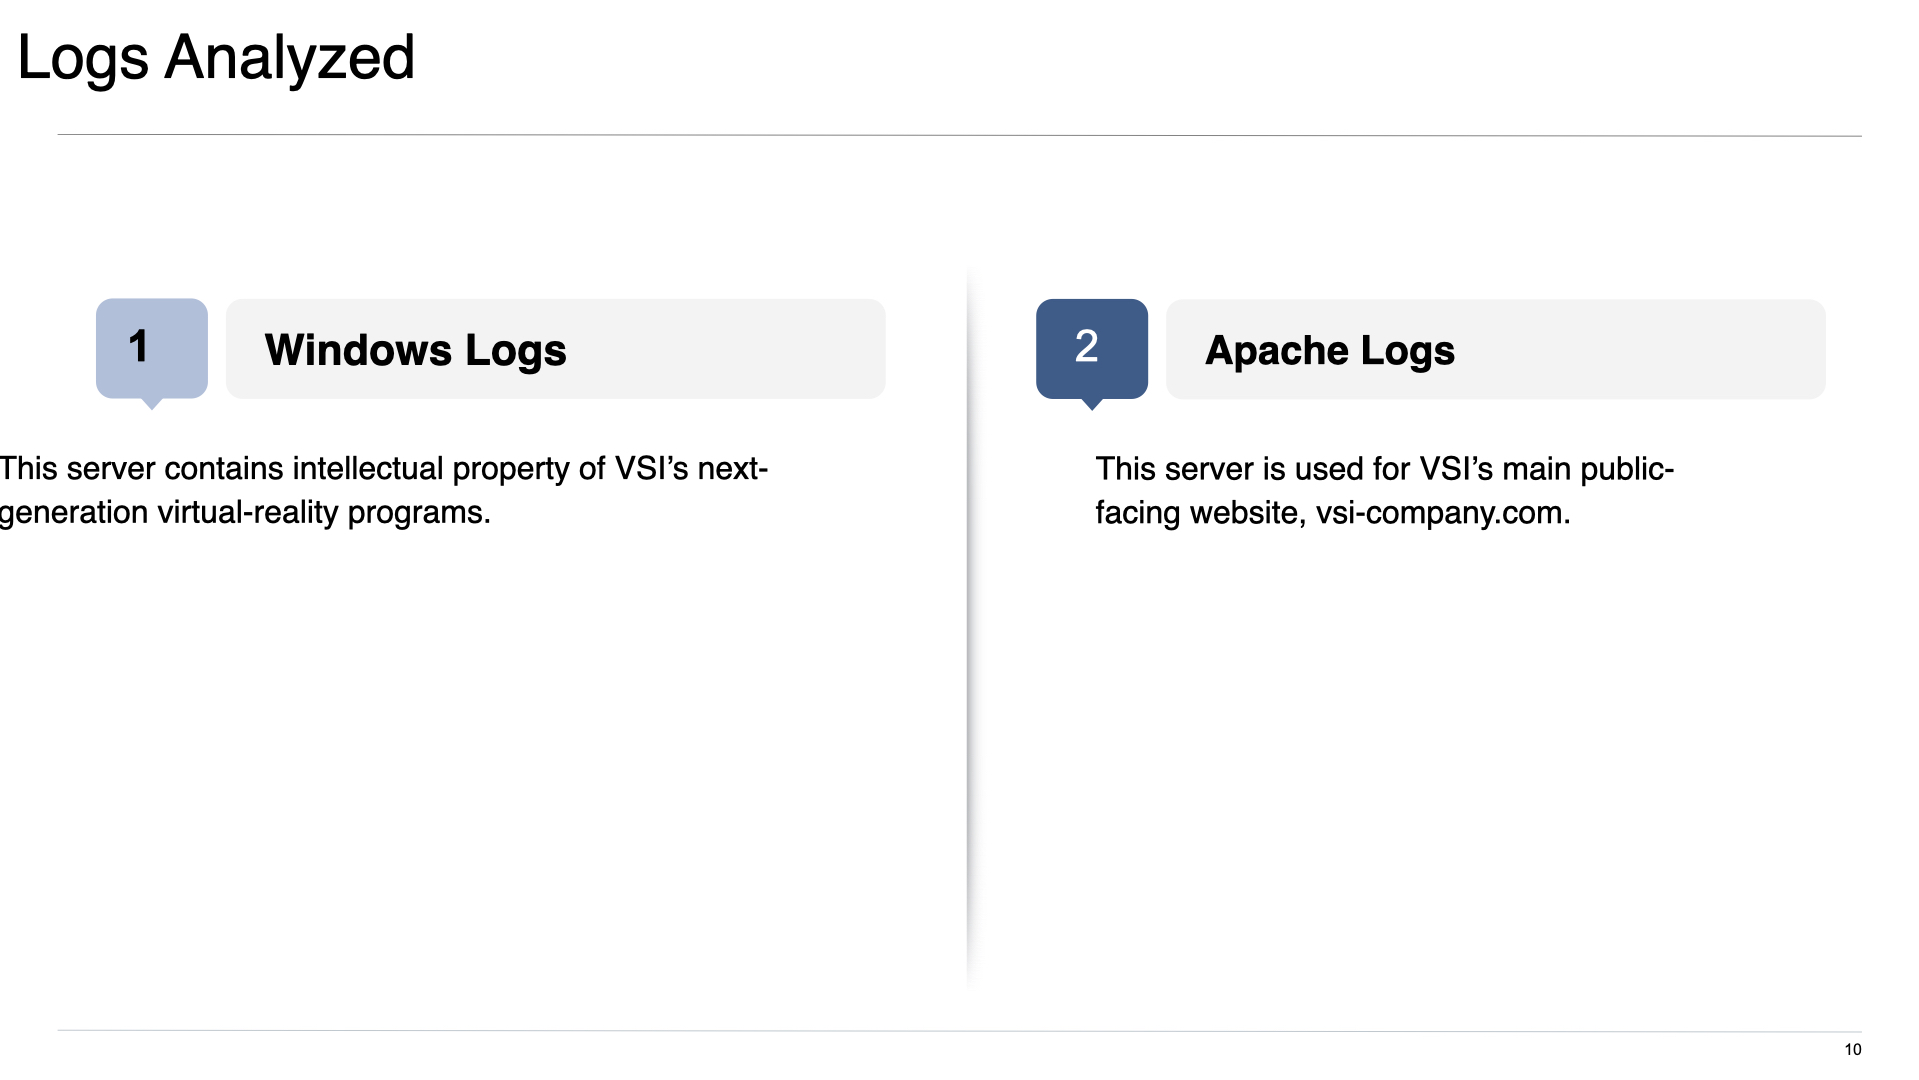 Logs Analyzed
1
Windows Logs
This server contains intellectual property of VSI’s next-
generation virtual-reality programs.
2
Apache Logs
This server is used for VSI’s main public-
facing website, vsi-company.com.
10